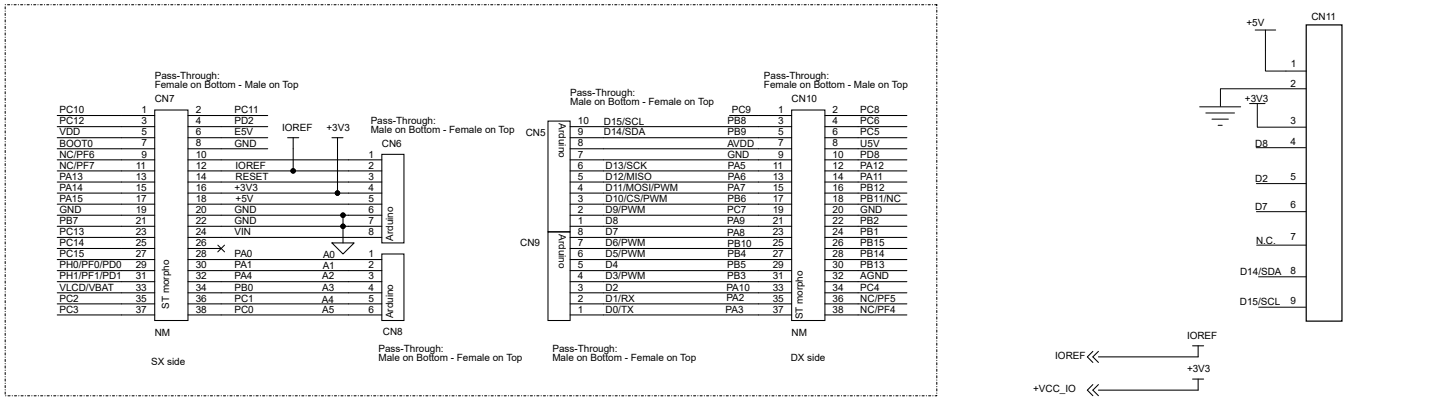 Pass-Through:
Female on Bottom - Male on Top
CN7
PC10 1 2 PC11
PC12 3 4 PD2
VDD 5 6 E5V
BOOT0 7 8 GND
NC/PF6 9 10
NC/PF7 11 12 IOREF
PA13 13 14 RESET
PA14 15 16 +3V3
PA15 17 18 +5V
GND 19 20 GND
PB7 21 22 GND
PC13 23 24 VIN
PC14 25 26
PC15 27 28 PA0 A0
PH0/PF0/PD0 29 30 PA1 A1
PH1/PF1/PD1 31 32 PA4 A2
VLCD/VBAT 33 34 PB0 A3
PC2 35 36 PC1 A4
PC3 37 38 PC0 A5
ST morpho
NM
SX side
IOREF +3V3
Pass-Through:
Male on Bottom - Female on Top
CN6
1
2
3
4
5
6
7
8
Arduino
1
2
3
4
5
6
Arduino
CN8
Pass-Through:
Male on Bottom - Female on Top
Pass-Through:
Male on Bottom - Female on Top
CN5
Arduino
10 D15/SCL
9 D14/SDA
8
7
6 D13/SCK
5 D12/MISO
4 D11/MOSI/PWM
3 D10/CS/PWM
2 D9/PWM
1 D8
CN9
Arduino
8 D7
7 D6/PWM
6 D5/PWM
5 D4
4 D3/PWM
3 D2
2 D1/RX
1 D0/TX
Pass-Through:
Male on Bottom - Female on Top
Pass-Through:
Female on Bottom - Male on Top
CN10
PC9 1 2 PC8
PB8 3 4 PC6
PB9 5 6 PC5
AVDD 7 8 U5V
GND 9 10 PD8
PA5 11 12 PA12
PA6 13 14 PA11
PA7 15 16 PB12
PB6 17 18 PB11/NC
PC7 19 20 GND
PA9 21 22 PB2
PA8 23 24 PB1
PB10 25 26 PB15
PB4 27 28 PB14
PB5 29 30 PB13
PB3 31 32 AGND
PA10 33 34 PC4
PA2 35 36 NC/PF5
PA3 37 38 NC/PF4
ST morpho
NM
DX side
CN11
+5V
1
2
+3V3
3
D8 4
D2 5
D7 6
N.C. 7
D14/SDA 8
D15/SCL 9
IOREF
IOREF
+3V3
+VCC_IO